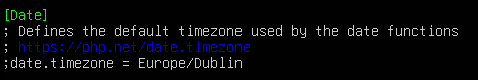 [Date]
; Defines the default timezone used by the date functions
; https://php.net/date.timezone
;date.timezone = Europe/Dublin